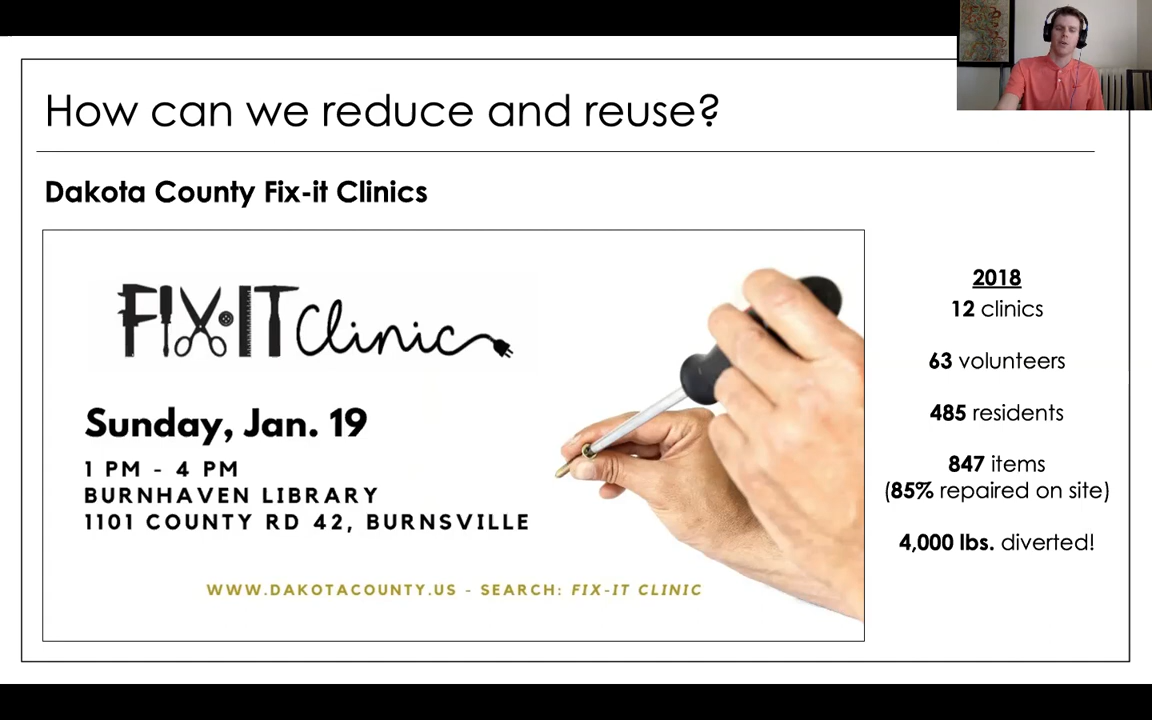 How can we reduce and reuse?
Dakota County Fix-it Clinics
FIX-IT Clinic
Sunday, Jan. 19
1 PM - 4 PM
BURNHAVEN LIBRARY
1101 COUNTY RD 42, BURNSVILLE
WWW.DAKOTACOUNTY.US - SEARCH: FIX-IT CLINIC
2018
12 clinics
63 volunteers
485 residents
847 items
(85% repaired on site)
4,000 lbs. diverted!